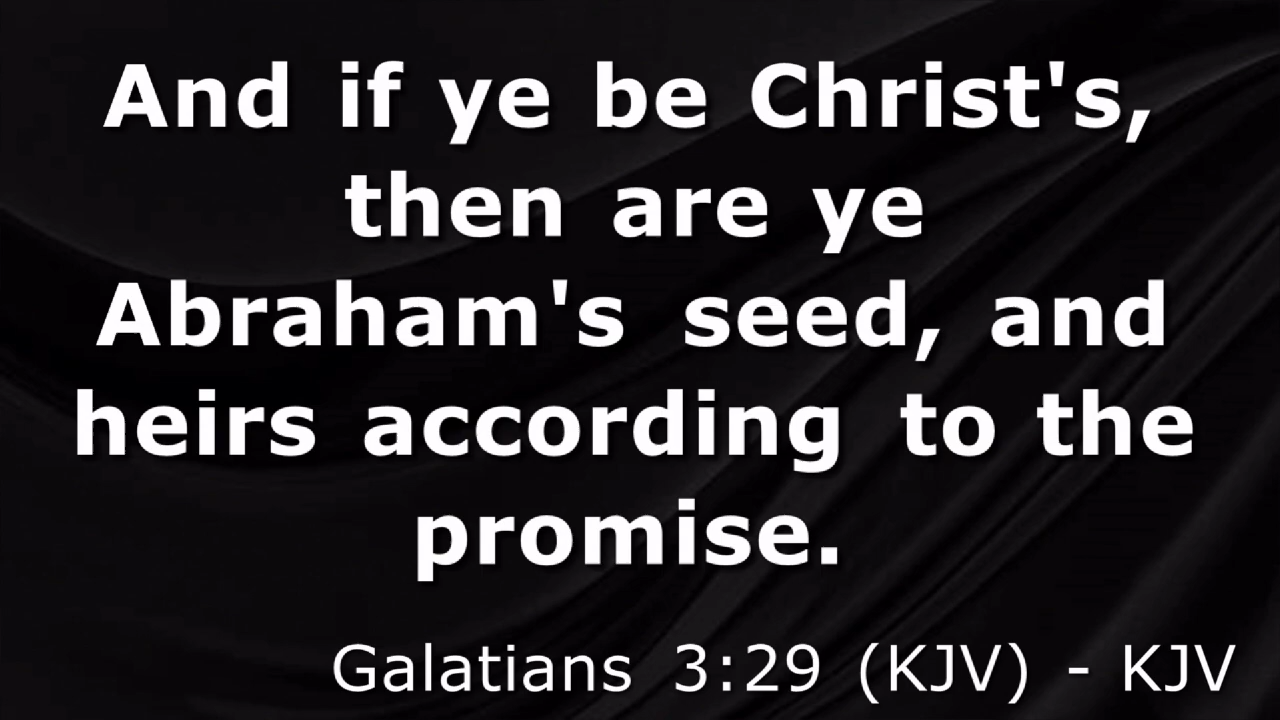 And if ye be Christ's,
then are ye
Abraham's seed, and
heirs according to the
promise.
Galatians 3:29 (KJV) - KJV